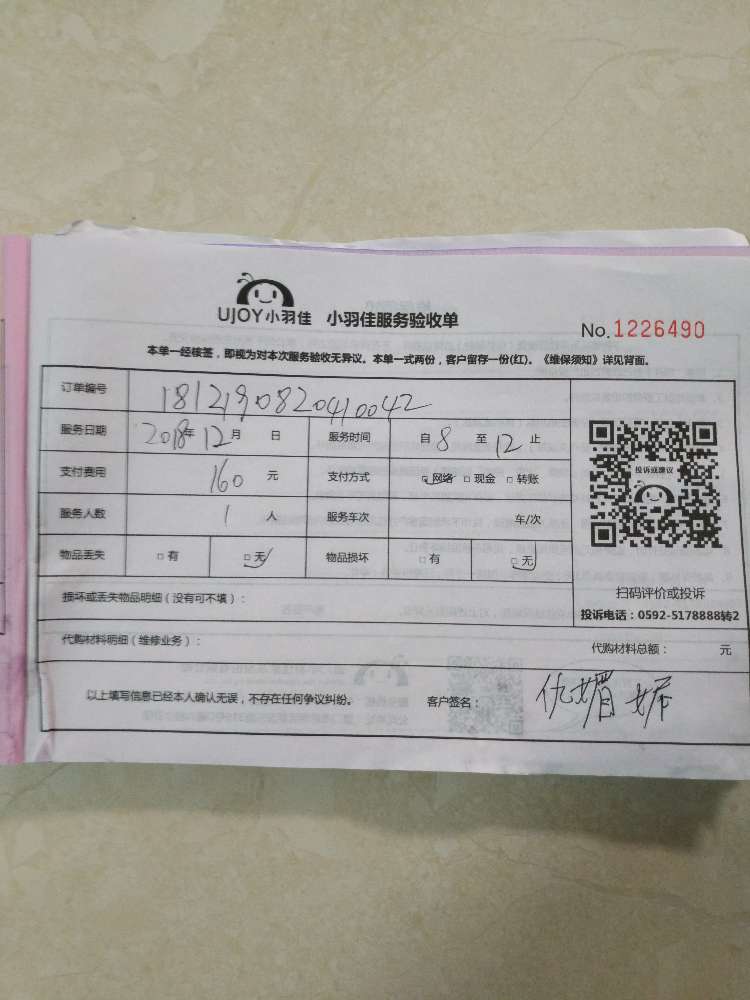 UJOY小羽佳 小羽佳服务验收单
No.1226490
本单一经核签，即视为对本次服务验收无异议。本单一式两份，客户留存一份(红)。《维保须知》详见背面。
订单编号 181219082041 0042
服务日期 2018年12月 日 服务时间 自 8 至 12 止
支付费用 160 元 支付方式 □网络 □现金 □转账
服务人数 1 人 服务车次 车/次
物品丢失 □有 □无 物品损坏 □有 □无
投诉或建议
扫码评价或投诉
投诉电话：0592-5178888转2
损坏或丢失物品明细（没有可不填）：
代购材料明细（维修业务）： 代购材料总额： 元
以上填写信息已经本人确认无误，不存在任何争议纠纷。 客户签名：